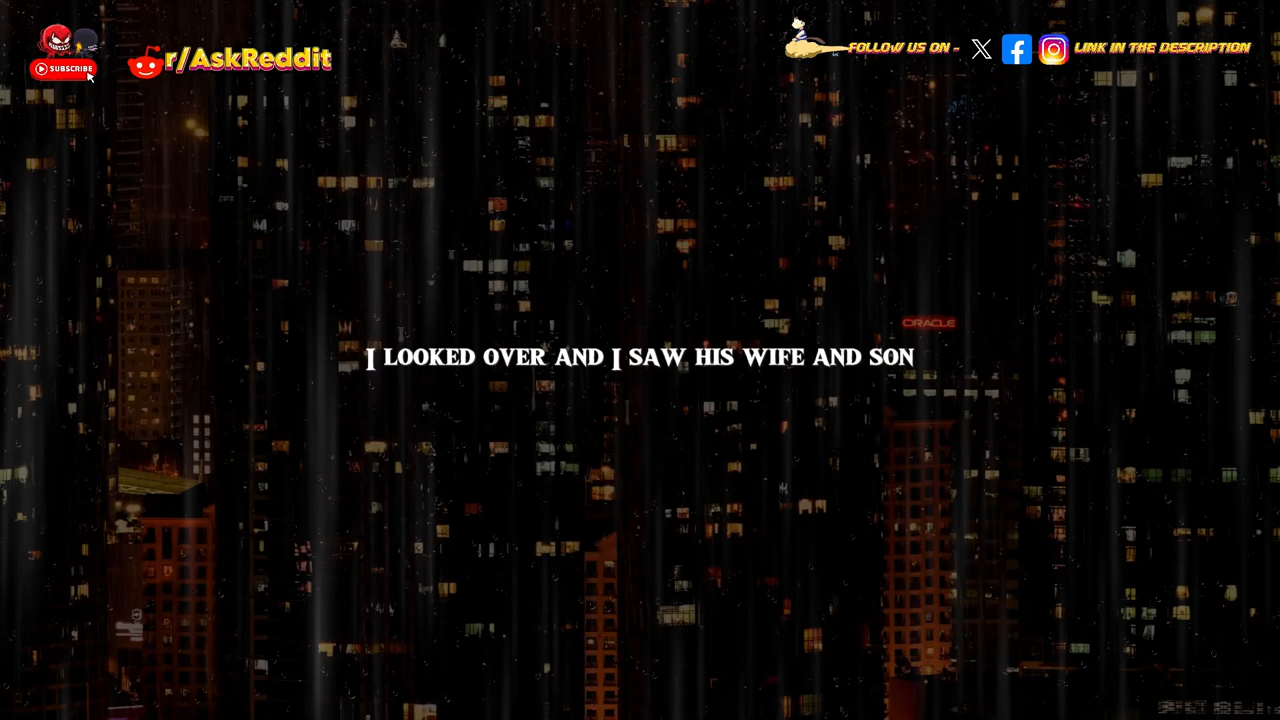 SUBSCRIBE
r/AskReddit
FOLLOW US ON -
LINK IN THE DESCRIPTION
ORACLE
I LOOKED OVER AND I SAW HIS WIFE AND SON